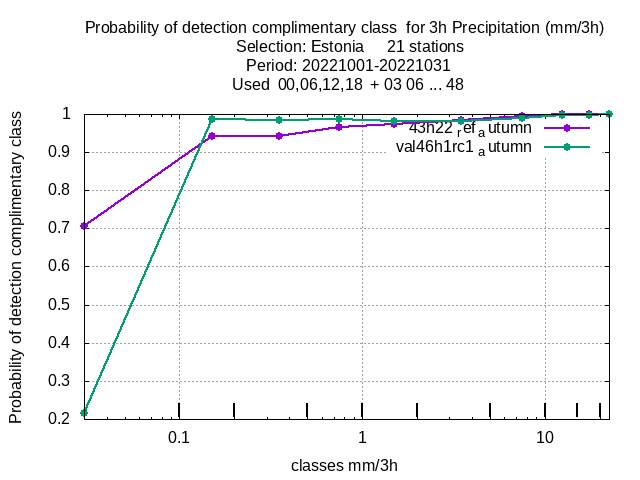 Probability of detection complimentary class for 3h Precipitation (mm/3h)
Selection: Estonia 21 stations
Period: 20221001-20221031
Used 00,06,12,18 + 03 06 ... 48
Probability of detection complimentary class
1
0.9
0.8
0.7
0.6
0.5
0.4
0.3
0.2
43h22 ref autumn
val46h1rc1 autumn
0.1 1 10
classes mm/3h